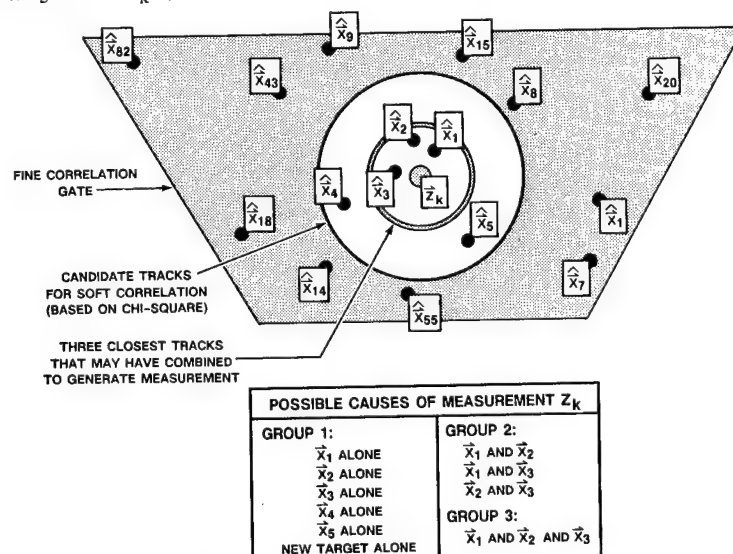 X̂⃗82
X̂⃗9
X̂⃗15
X̂⃗43
X̂⃗8
X̂⃗20
X̂⃗2
X̂⃗1
FINE CORRELATION
GATE
X̂⃗4
X̂⃗3
Z⃗k
X̂⃗18
X̂⃗5
X̂⃗1
X̂⃗14
X̂⃗7
X̂⃗55
CANDIDATE TRACKS
FOR SOFT CORRELATION
(BASED ON CHI-SQUARE)
THREE CLOSEST TRACKS
THAT MAY HAVE COMBINED
TO GENERATE MEASUREMENT
POSSIBLE CAUSES OF MEASUREMENT Zk
GROUP 1:
X⃗1 ALONE
X⃗2 ALONE
X⃗3 ALONE
X⃗4 ALONE
X⃗5 ALONE
NEW TARGET ALONE
GROUP 2:
X⃗1 AND X⃗2
X⃗1 AND X⃗3
X⃗2 AND X⃗3
GROUP 3:
X⃗1 AND X⃗2 AND X⃗3